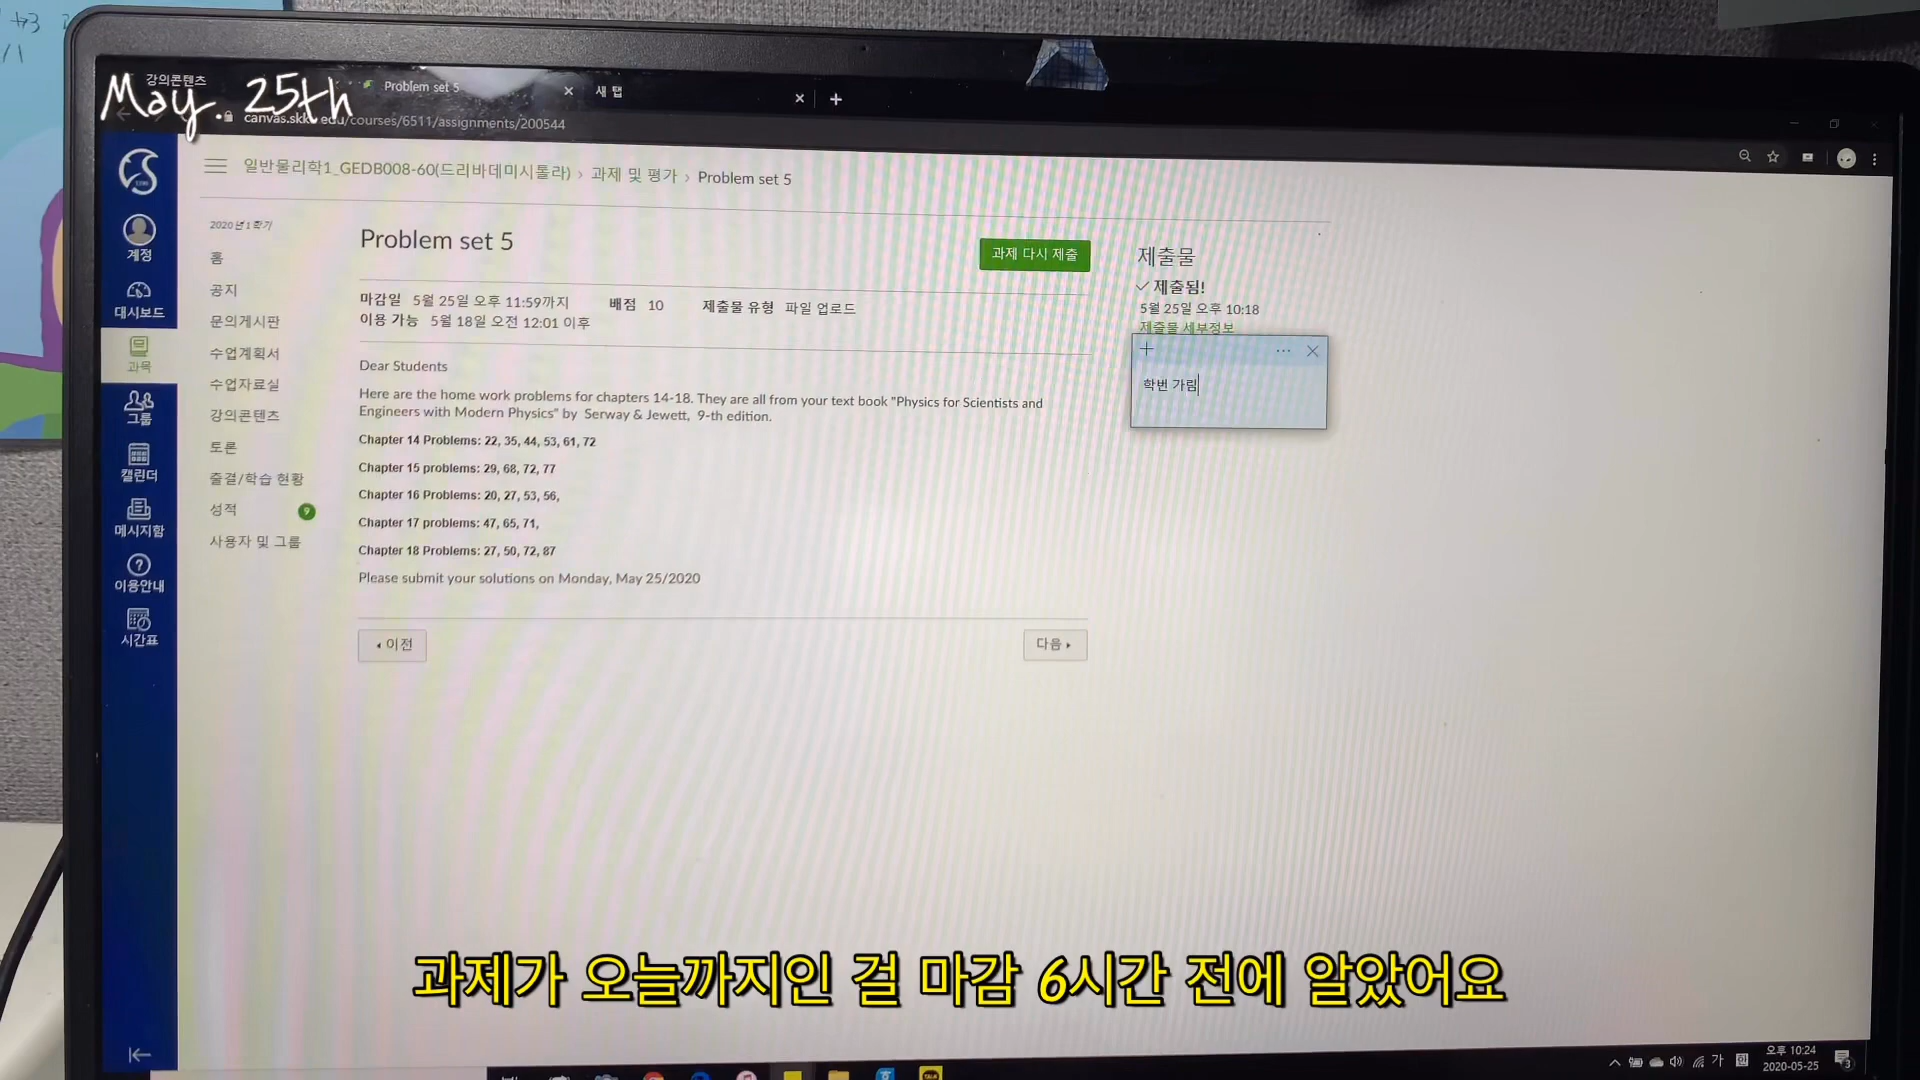 May. 25th
강의콘텐츠
Problem set 5
새 탭
canvas.skk.edu/courses/6511/assignments/200544
일반물리학1_GEDB008-60(드리바데미시톨라) › 과제 및 평가 › Problem set 5
계정
대시보드
과목
그룹
캘린더
메시지함
이용안내
시간표
2020년 1학기
홈
공지
문의게시판
수업계획서
수업자료실
강의콘텐츠
토론
출결/학습 현황
성적 9
사용자 및 그룹
Problem set 5
과제 다시 제출
마감일 5월 25일 오후 11:59까지 배점 10 제출물 유형 파일 업로드
이용 가능 5월 18일 오전 12:01 이후
Dear Students
Here are the home work problems for chapters 14-18. They are all from your text book "Physics for Scientists and
Engineers with Modern Physics" by Serway & Jewett, 9-th edition.
Chapter 14 Problems: 22, 35, 44, 53, 61, 72
Chapter 15 problems: 29, 68, 72, 77
Chapter 16 Problems: 20, 27, 53, 56,
Chapter 17 problems: 47, 65, 71,
Chapter 18 Problems: 27, 50, 72, 87
Please submit your solutions on Monday, May 25/2020
이전
다음
제출물
제출됨!
5월 25일 오후 10:18
제출물 세부정보
학번 가림
과제가 오늘까지인 걸 마감 6시간 전에 알았어요
가
한
오후 10:24
2020-05-25
3